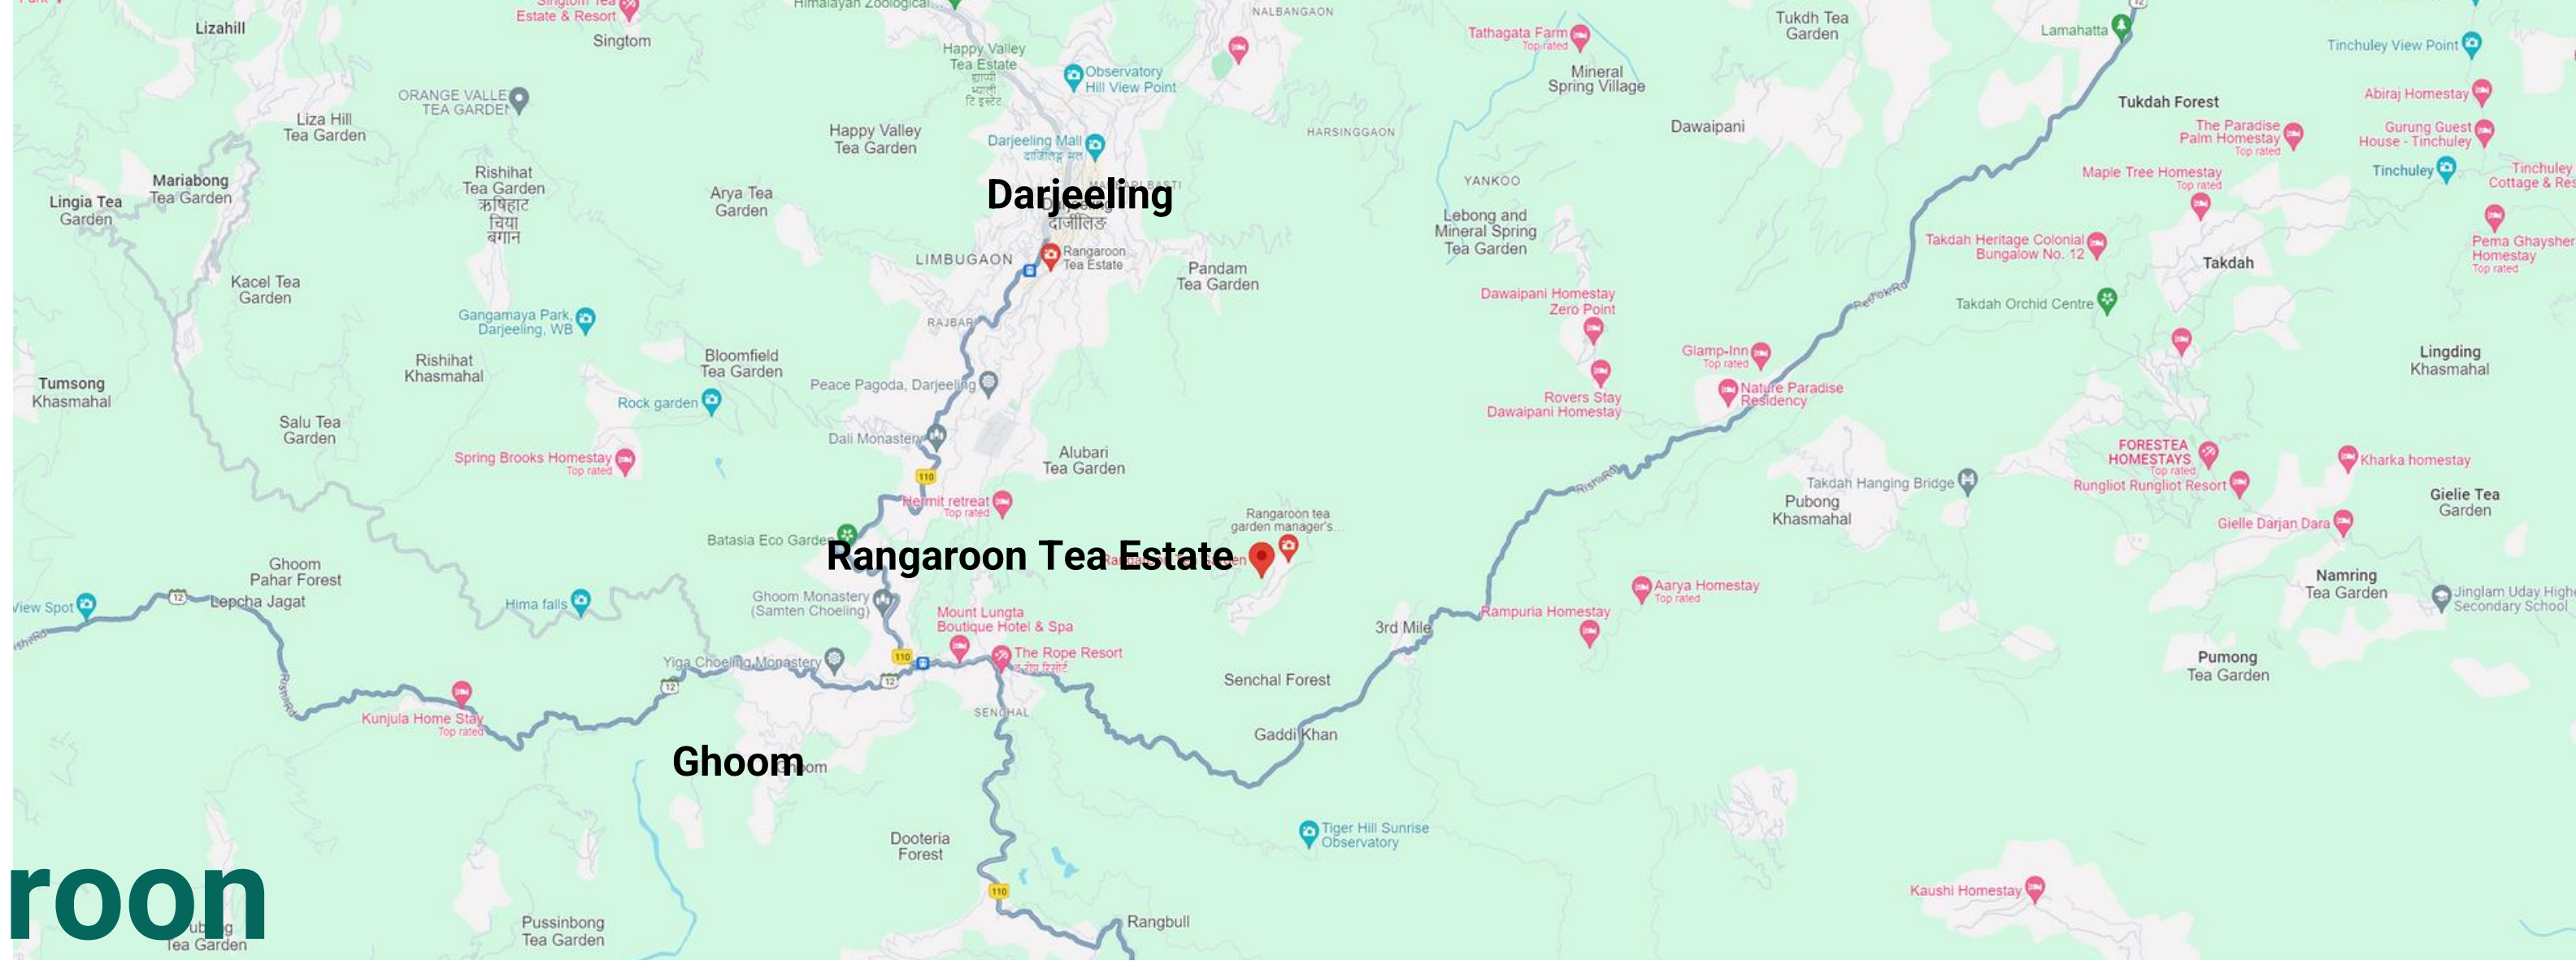 Singtom Tea
Estate & Resort
Himalayan Zoological...
NALBANGAON
Lizahill
Singtom
Happy Valley
Tea Estate
ह्याप्पी
भ्याली
टि इस्टेट
Observatory
Hill View Point
Tathagata Farm
Top rated
Mineral
Spring Village
Tukdh Tea
Garden
Lamahatta
12
Tinchuley View Point
ORANGE VALLE
TEA GARDEN
Liza Hill
Tea Garden
Happy Valley
Tea Garden
Darjeeling Mall
HARSINGGAON
Dawaipani
Tukdah Forest
Abiraj Homestay
The Paradise
Palm Homestay
Top rated
Gurung Guest
House - Tinchuley
Maple Tree Homestay
Top rated
Tinchuley
Tinchuley
Cottage & Res
Mariabong
Tea Garden
Lingia Tea
Garden
Rishihat
Tea Garden
ऋषिहाट
चिया
बगान
Arya Tea
Garden
Darjeeling
दार्जीलिङ
YANKOO
Lebong and
Mineral Spring
Tea Garden
LIMBUGAON
Rangaroon
Tea Estate
Pandam
Tea Garden
Takdah Heritage Colonial
Bungalow No. 12
Takdah
Pema Ghaysher
Homestay
Top rated
Kacel Tea
Garden
Gangamaya Park,
Darjeeling, WB
RAJBAR
Dawaipani Homestay
Zero Point
Takdah Orchid Centre
Rishihat
Khasmahal
Bloomfield
Tea Garden
Peace Pagoda, Darjeeling
Glamp-Inn
Top rated
Nature Paradise
Residency
Lingding
Khasmahal
Tumsong
Khasmahal
Rock garden
Rovers Stay
Dawaipani Homestay
Salu Tea
Garden
Dali Monastery
Spring Brooks Homestay
Top rated
Alubari
Tea Garden
110
Hermit retreat
Top rated
Rishi Rd
Takdah Hanging Bridge
Pubong
Khasmahal
FORESTEA
HOMESTAYS
Top rated
Rungliot Rungliot Resort
Kharka homestay
Gielie Tea
Garden
Gielle Darjan Dara
Rangaroon tea
garden manager's...
Batasia Eco Garden
Rangaroon Tea Estate
Ghoom
Pahar Forest
Lepcha Jagat
12
View Spot
Hima falls
Ghoom Monastery
(Samten Choeling)
Mount Lungta
Boutique Hotel & Spa
Aarya Homestay
Top rated
Rampuria Homestay
3rd Mile
Namring
Tea Garden
Jinglam Uday Highe
Secondary School
Yiga Choeling Monastery
110
The Rope Resort
द रोप रिसोर्ट
12
12
Senchal Forest
Pumong
Tea Garden
Rishi Rd
Kunjula Home Stay
Top rated
SENCHAL
Gaddi Khan
Ghoom
Tiger Hill Sunrise
Observatory
Dooteria
Forest
110
Kaushi Homestay
roon
Tea Garden
Pussinbong
Tea Garden
Rangbull